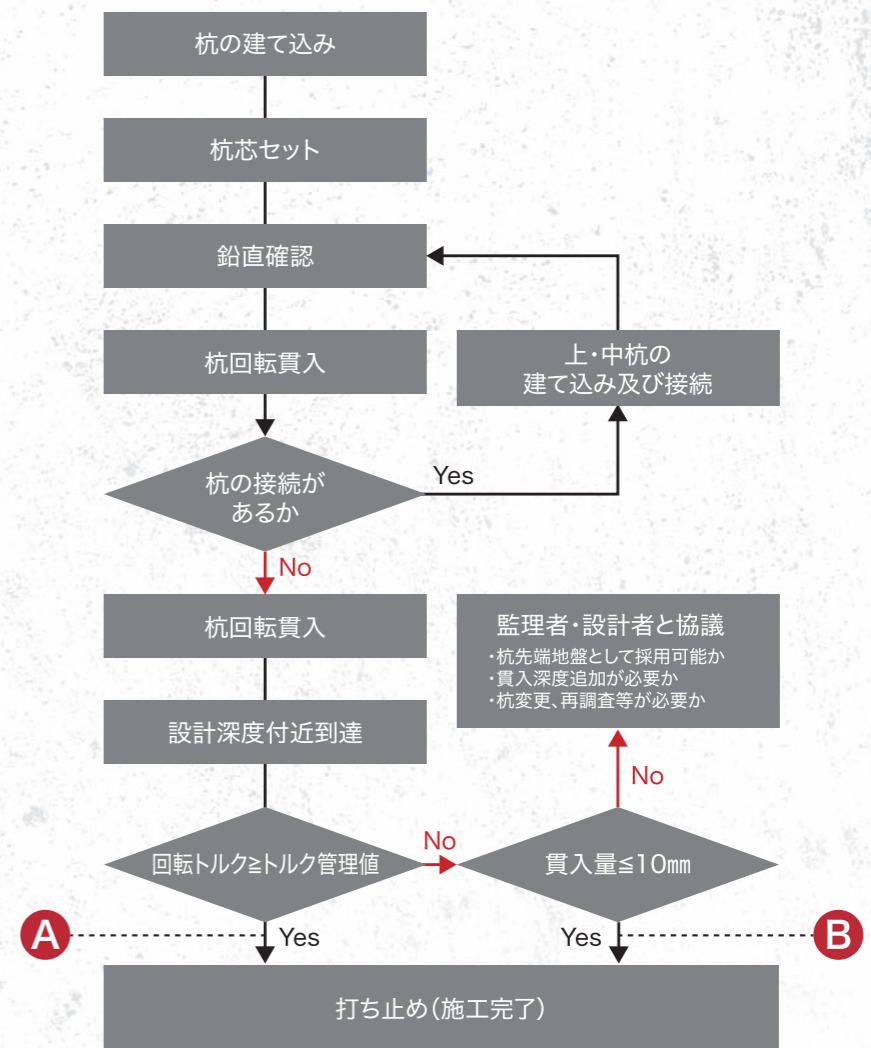 杭の建て込み
杭芯セット
鉛直確認
杭回転貫入
上・中杭の
建て込み及び接続
杭の接続が
あるか
Yes
No
杭回転貫入
監理者・設計者と協議
・杭先端地盤として採用可能か
・貫入深度追加が必要か
・杭変更、再調査等が必要か
設計深度付近到達
No
回転トルク≧トルク管理値
No
貫入量≦10㎜
A
Yes
Yes
B
打ち止め（施工完了）